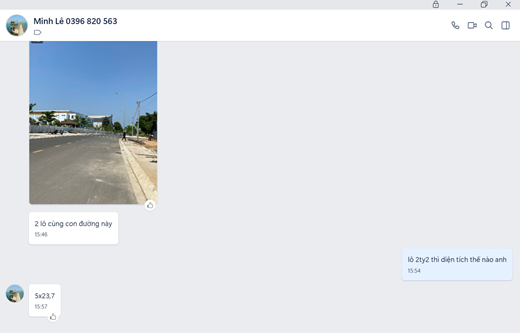 Minh Lê 0396 820 563
2 lô cùng con đường này
15:46
lô 2ty2 thì diện tích thế nào anh
15:54
5x23,7
15:57